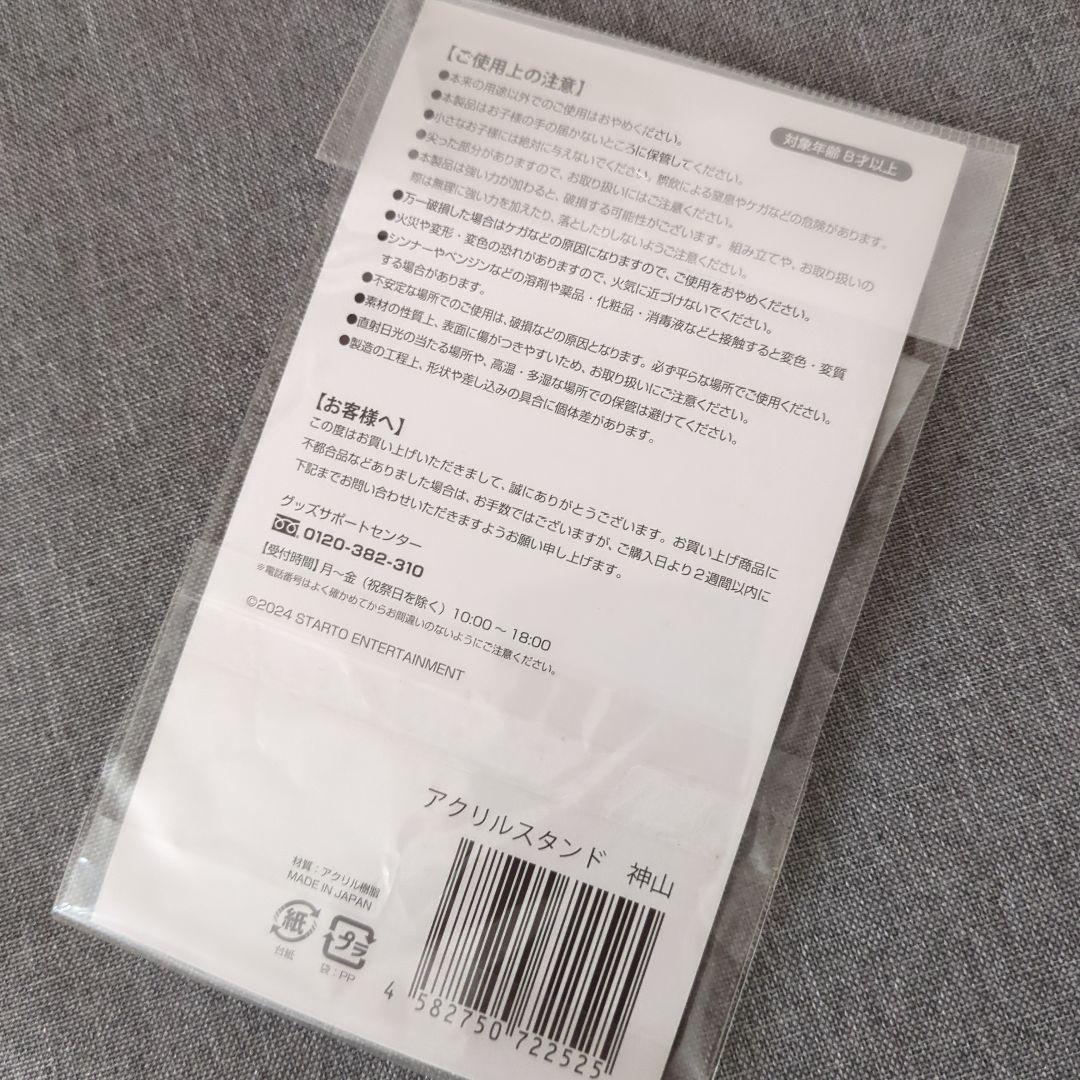 【ご使用上の注意】
対象年齢 8才以上
●本来の用途以外でのご使用はおやめください。
●本製品はお子様の手の届かないところに保管してください。
●小さなお子様には絶対に与えないでください。誤飲による窒息やケガなどの危険があります。
●尖った部分がありますので、お取り扱いにはご注意ください。
●本製品は強い力が加わると、破損する可能性がございます。組み立てや、お取り扱いの
際は無理に強い力を加えたり、落としたりしないようご注意ください。
●万一破損した場合はケガなどの原因になりますので、ご使用をおやめください。
●火災や変形・変色の恐れがありますので、火気に近づけないでください。
●シンナーやベンジンなどの溶剤や薬品・化粧品・消毒液などと接触すると変色・変質
する場合があります。
●不安定な場所でのご使用は、破損などの原因となります。必ず平らな場所でご使用ください。
●素材の性質上、表面に傷がつきやすいため、お取り扱いにご注意ください。
●直射日光の当たる場所や、高温・多湿な場所での保管は避けてください。
●製造の工程上、形状や差し込みの具合に個体差があります。
【お客様へ】
この度はお買い上げいただきまして、誠にありがとうございます。お買い上げ商品に
不都合品などありました場合は、お手数ではございますが、ご購入日より2週間以内に
下記までお問い合わせいただきますようお願い申し上げます。
グッズサポートセンター
0120-382-310
【受付時間】月〜金（祝祭日を除く）10:00〜18:00
※電話番号はよく確かめてからお間違いのないようにご注意ください。
©2024 STARTO ENTERTAINMENT
アクリルスタンド 神山
材質：アクリル樹脂
MADE IN JAPAN
紙
台紙
プラ
袋：PP
4 582750 722525